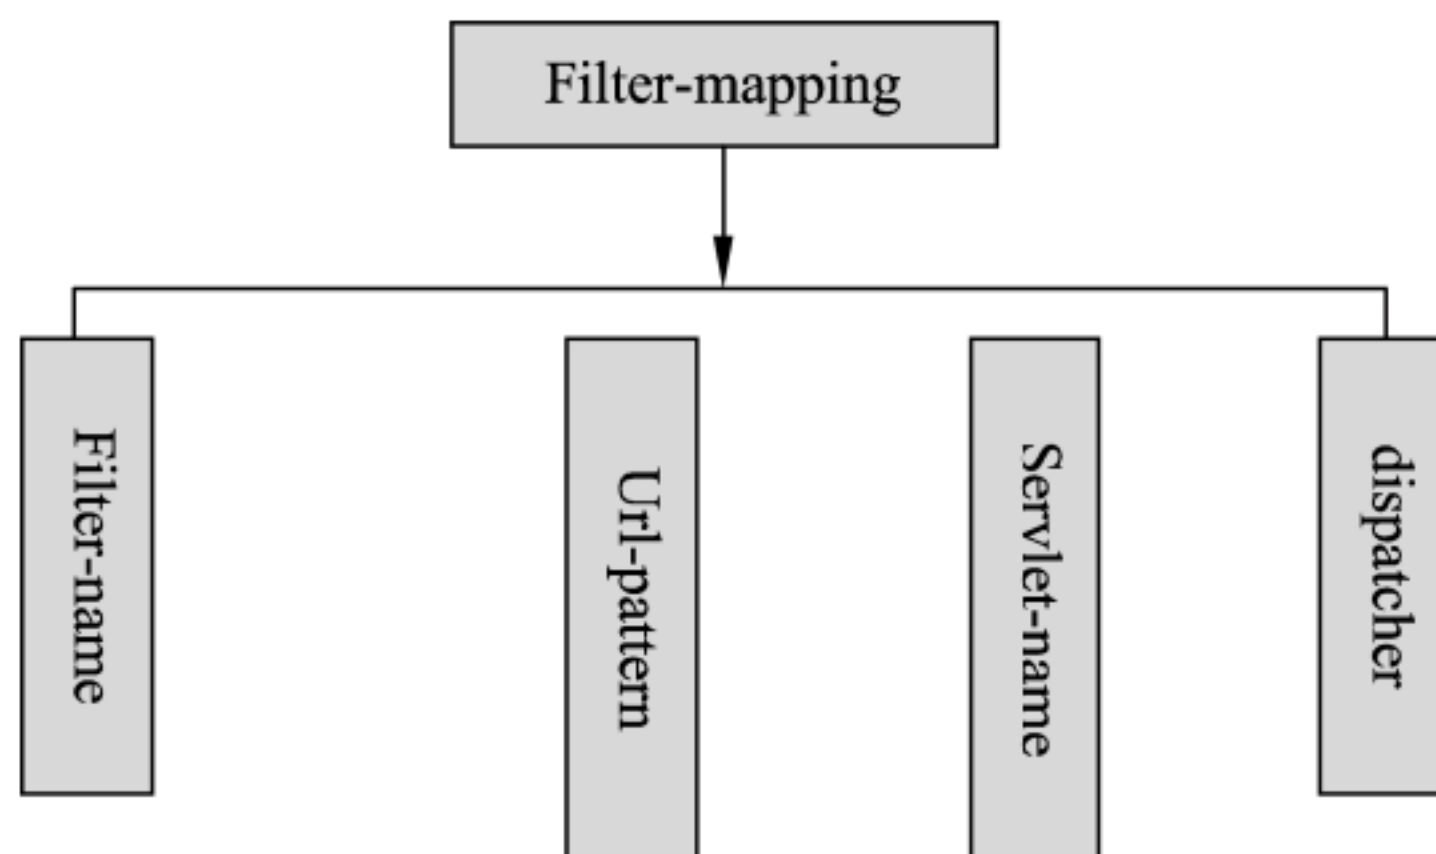 Filter-mapping
Filter-name
Url-pattern
Servlet-name
dispatcher